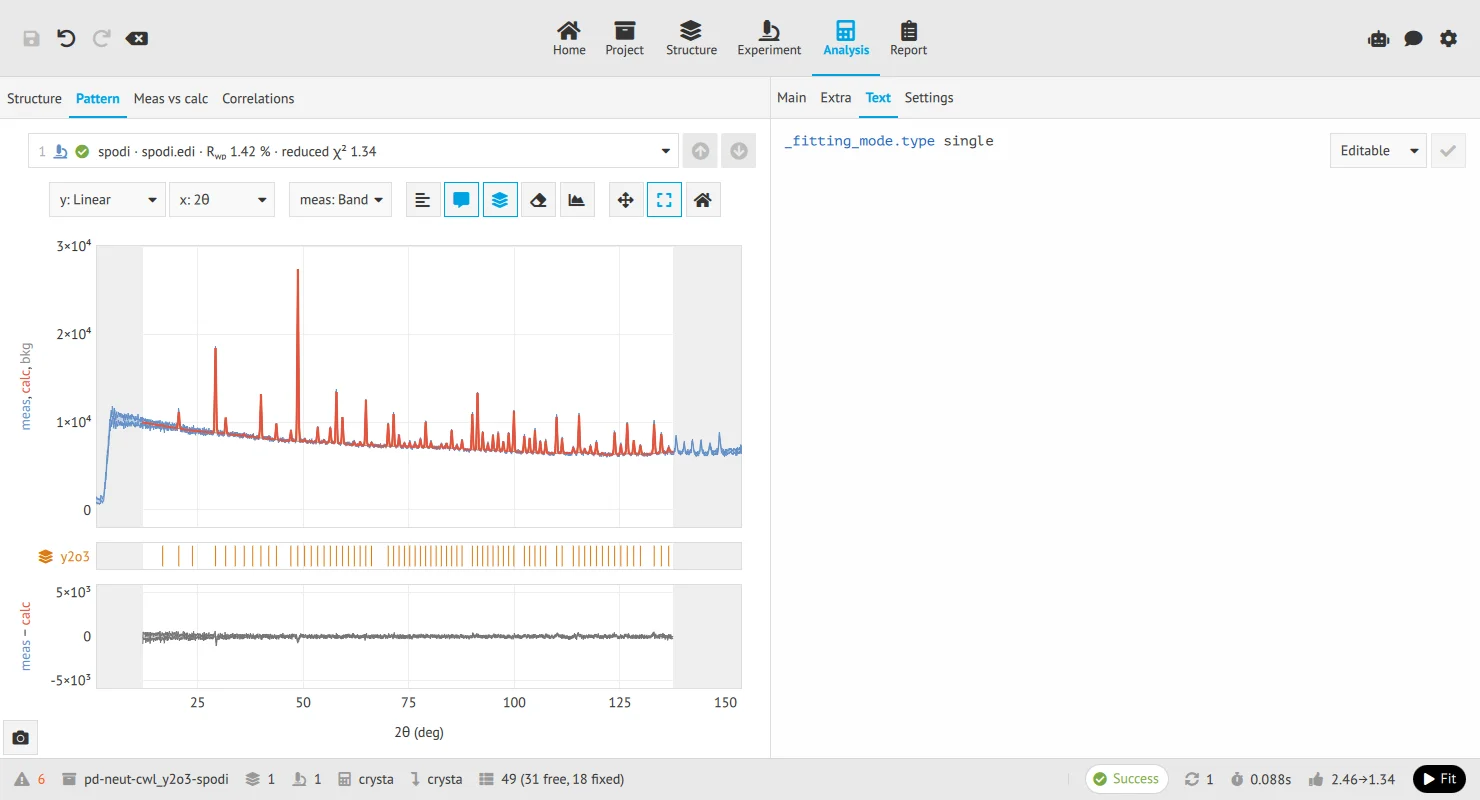 Home Project Structure Experiment Analysis Report
Structure Pattern Meas vs calc Correlations
Main Extra Text Settings
1 spodi · spodi.edi · Rwp 1.42 % · reduced χ² 1.34
_fitting_mode.type single
Editable
y: Linear x: 2θ meas: Band
3×10⁴
2×10⁴
1×10⁴
0
meas, calc, bkg
y2o3
5×10³
0
-5×10³
meas − calc
25 50 75 100 125 150
2θ (deg)
6 pd-neut-cwl_y2o3-spodi 1 1 crysta crysta 49 (31 free, 18 fixed) Success 1 0.088s 2.46→1.34 Fit